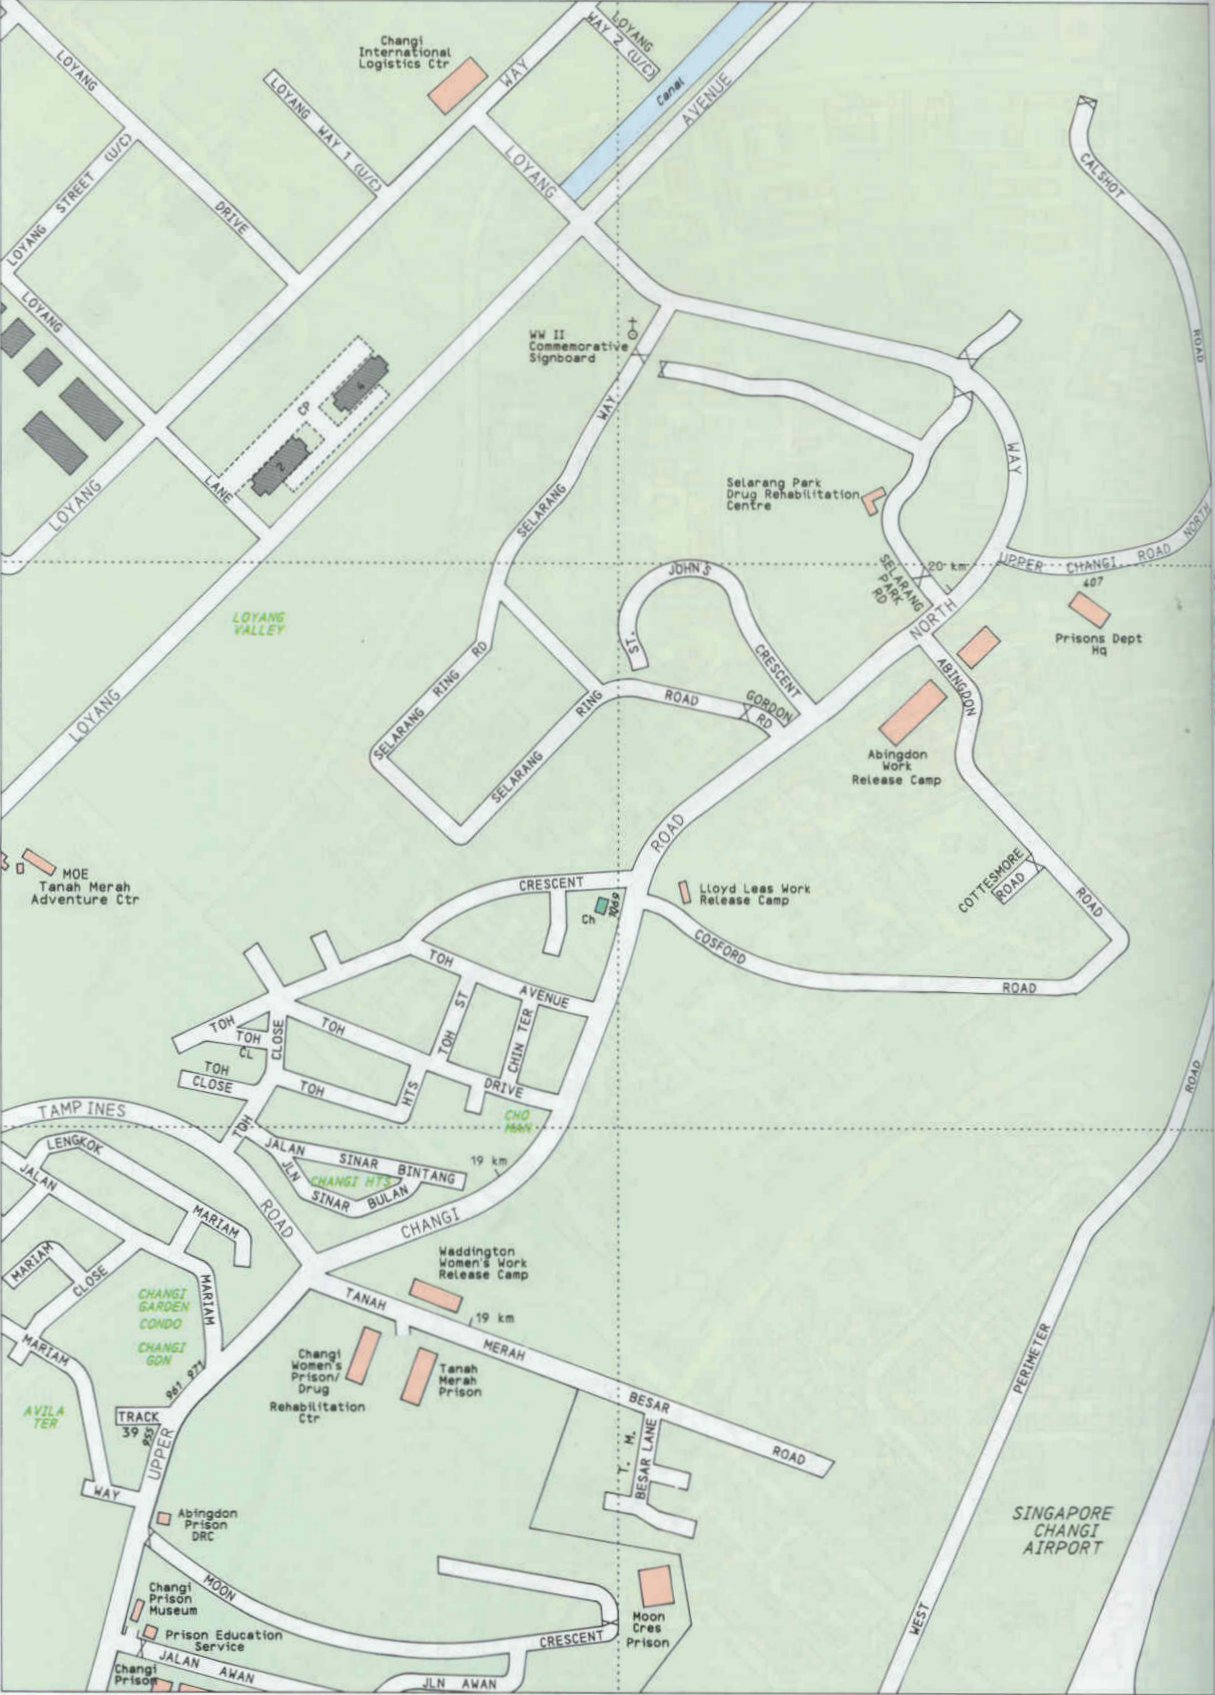 LOYANG
WAY 2 (U/C)
Changi
International
Logistics Ctr
WAY
LOYANG
LOYANG WAY 1 (U/C)
Canal
AVENUE
LOYANG STREET (U/C)
DRIVE
LOYANG
CALSHOT
ROAD
LOYANG
WW II
Commemorative
Signboard
4
CP
2
WAY
WAY
LANE
LOYANG
SELARANG
Selarang Park
Drug Rehabilitation
Centre
UPPER CHANGI ROAD NORTH
20 km
SELARANG
PARK
RD
407
Prisons Dept
Hq
LOYANG
VALLEY
ST.
JOHN'S
CRESCENT
NORTH
ABINGDON
SELARANG RING RD
SELARANG RING
ROAD
GORDON
RD
LOYANG
Abingdon
Work
Release Camp
ROAD
MOE
Tanah Merah
Adventure Ctr
CRESCENT
Ch
1069
Lloyd Leas Work
Release Camp
COTTESMORE
ROAD
ROAD
COSFORD
ROAD
TOH
AVENUE
TOH
TOH
CL
CLOSE
TOH
TOH ST
CHIN TER
TOH
CLOSE
TOH
HTS
DRIVE
CHO
MAN
ROAD
TAMPINES
TOH
LENGKOK
JALAN SINAR BINTANG
19 km
JALAN
JLN
SINAR BULAN
CHANGI HTS
MARIAM
ROAD
CHANGI
MARIAM
CLOSE
MARIAM
Waddington
Women's Work
Release Camp
CHANGI
GARDEN
CONDO
CHANGI
GDN
TANAH
19 km
MERAH
MARIAM
961 971
Changi
Women's
Prison/
Drug
Rehabilitation
Ctr
Tanah
Merah
Prison
PERIMETER
AVILA
TER
TRACK
39
955
UPPER
BESAR
ROAD
T. M.
BESAR LANE
WAY
Abingdon
Prison
DRC
SINGAPORE
CHANGI
AIRPORT
MOON
Changi
Prison
Museum
Prison Education
Service
CRESCENT
Moon
Cres
Prison
WEST
JALAN AWAN
Changi
Prison
JLN AWAN